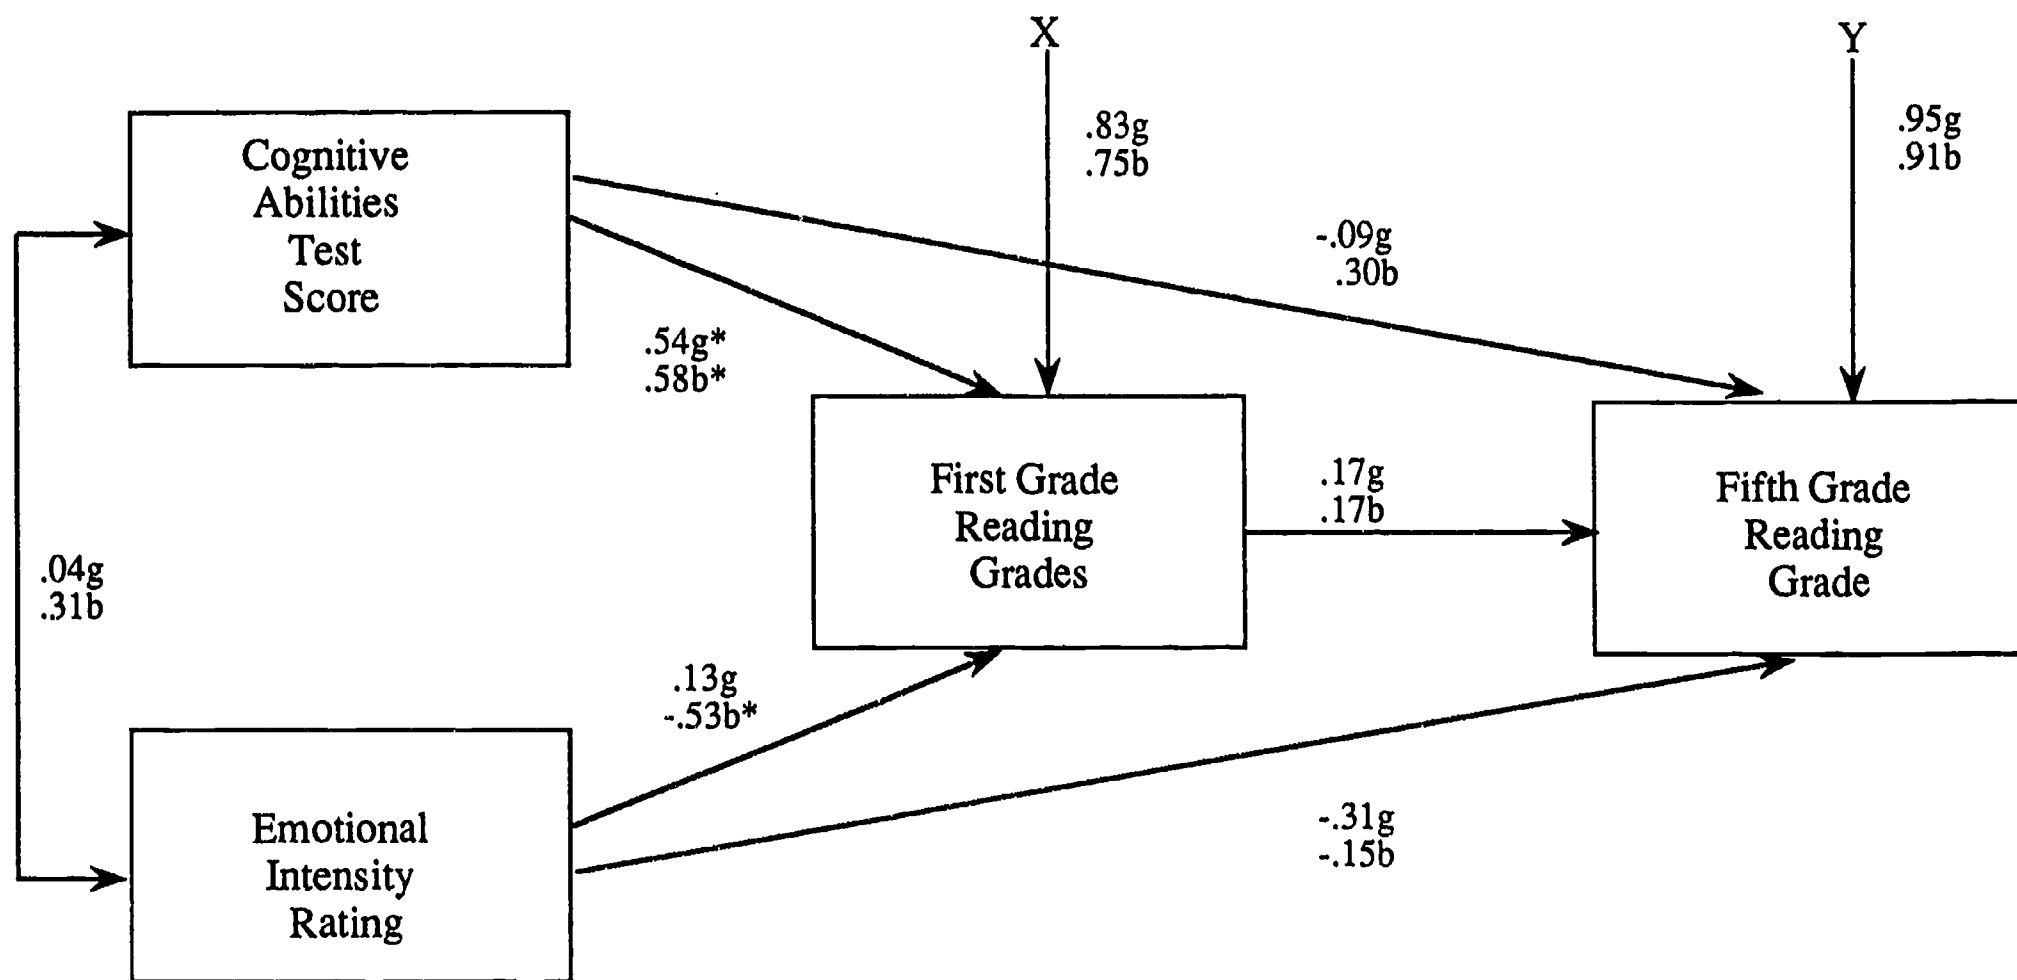 X
Y
.83g
.75b
.95g
.91b
Cognitive
Abilities
Test
Score
-.09g
.30b
.54g*
.58b*
First Grade
Reading
Grades
.17g
.17b
Fifth Grade
Reading
Grade
.04g
.31b
.13g
-.53b*
Emotional
Intensity
Rating
-.31g
-.15b